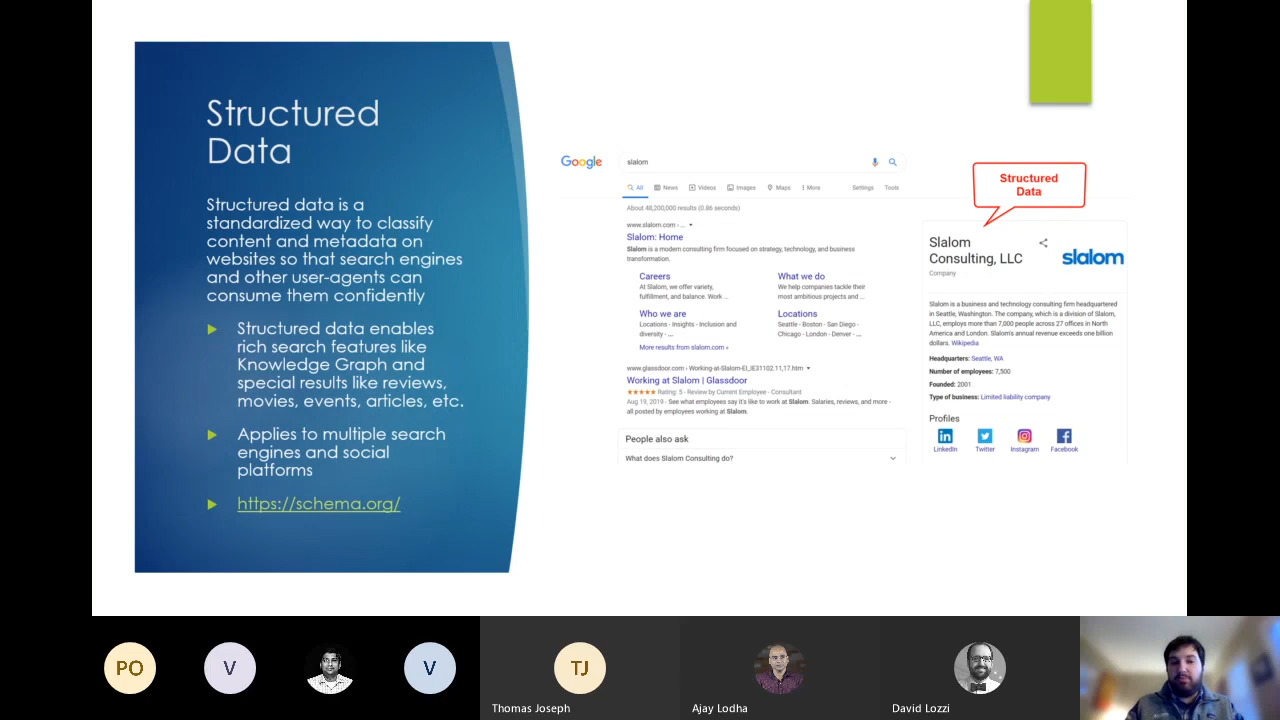 Structured
Data
Structured data is a
standardized way to classify
content and metadata on
websites so that search engines
and other user-agents can
consume them confidently
Structured data enables
rich search features like
Knowledge Graph and
special results like reviews,
movies, events, articles, etc.
Applies to multiple search
engines and social
platforms
https://schema.org/
Google
slalom
All News Videos Images Maps More Settings Tools
About 48,200,000 results (0.86 seconds)
www.slalom.com › ...
Slalom: Home
Slalom is a modern consulting firm focused on strategy, technology, and business
transformation.
Careers
At Slalom, we offer variety,
fulfillment, and balance. Work ...
What we do
We help companies tackle their
most ambitious projects and ...
Who we are
Locations - Insights - Inclusion and
diversity - ...
Locations
Seattle - Boston - San Diego -
Chicago - London - Denver - ...
More results from slalom.com »
www.glassdoor.com › Working-at-Slalom-EI_IE31102.11,17.htm
Working at Slalom | Glassdoor
Rating: 5 - Review by Current Employee - Consultant
Aug 19, 2019 - See what employees say it's like to work at Slalom. Salaries, reviews, and more -
all posted by employees working at Slalom.
People also ask
What does Slalom Consulting do?
Structured
Data
Slalom
Consulting, LLC
Company
slalom
Slalom is a business and technology consulting firm headquartered
in Seattle, Washington. The company, which is a division of Slalom,
LLC, employs more than 7,000 people across 27 offices in North
America and London. Slalom's annual revenue exceeds one billion
dollars. Wikipedia
Headquarters: Seattle, WA
Number of employees: 7,500
Founded: 2001
Type of business: Limited liability company
Profiles
LinkedIn Twitter Instagram Facebook
PO V V TJ
Thomas Joseph Ajay Lodha David Lozzi